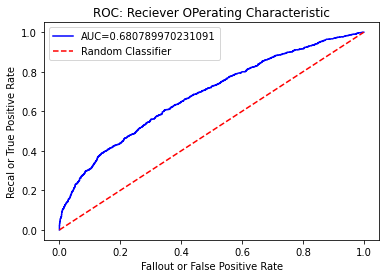 ROC: Reciever OPerating Characteristic
AUC=0.680789970231091
Random Classifier
1.0
0.8
0.6
0.4
0.2
0.0
Recal or True Positive Rate
0.0 0.2 0.4 0.6 0.8 1.0
Fallout or False Positive Rate